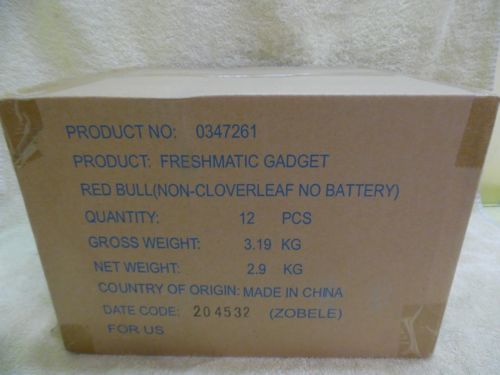 PRODUCT NO: 0347261
PRODUCT: FRESHMATIC GADGET
RED BULL(NON-CLOVERLEAF NO BATTERY)
QUANTITY: 12 PCS
GROSS WEIGHT: 3.19 KG
NET WEIGHT: 2.9 KG
COUNTRY OF ORIGIN: MADE IN CHINA
DATE CODE: 204532 (ZOBELE)
FOR US